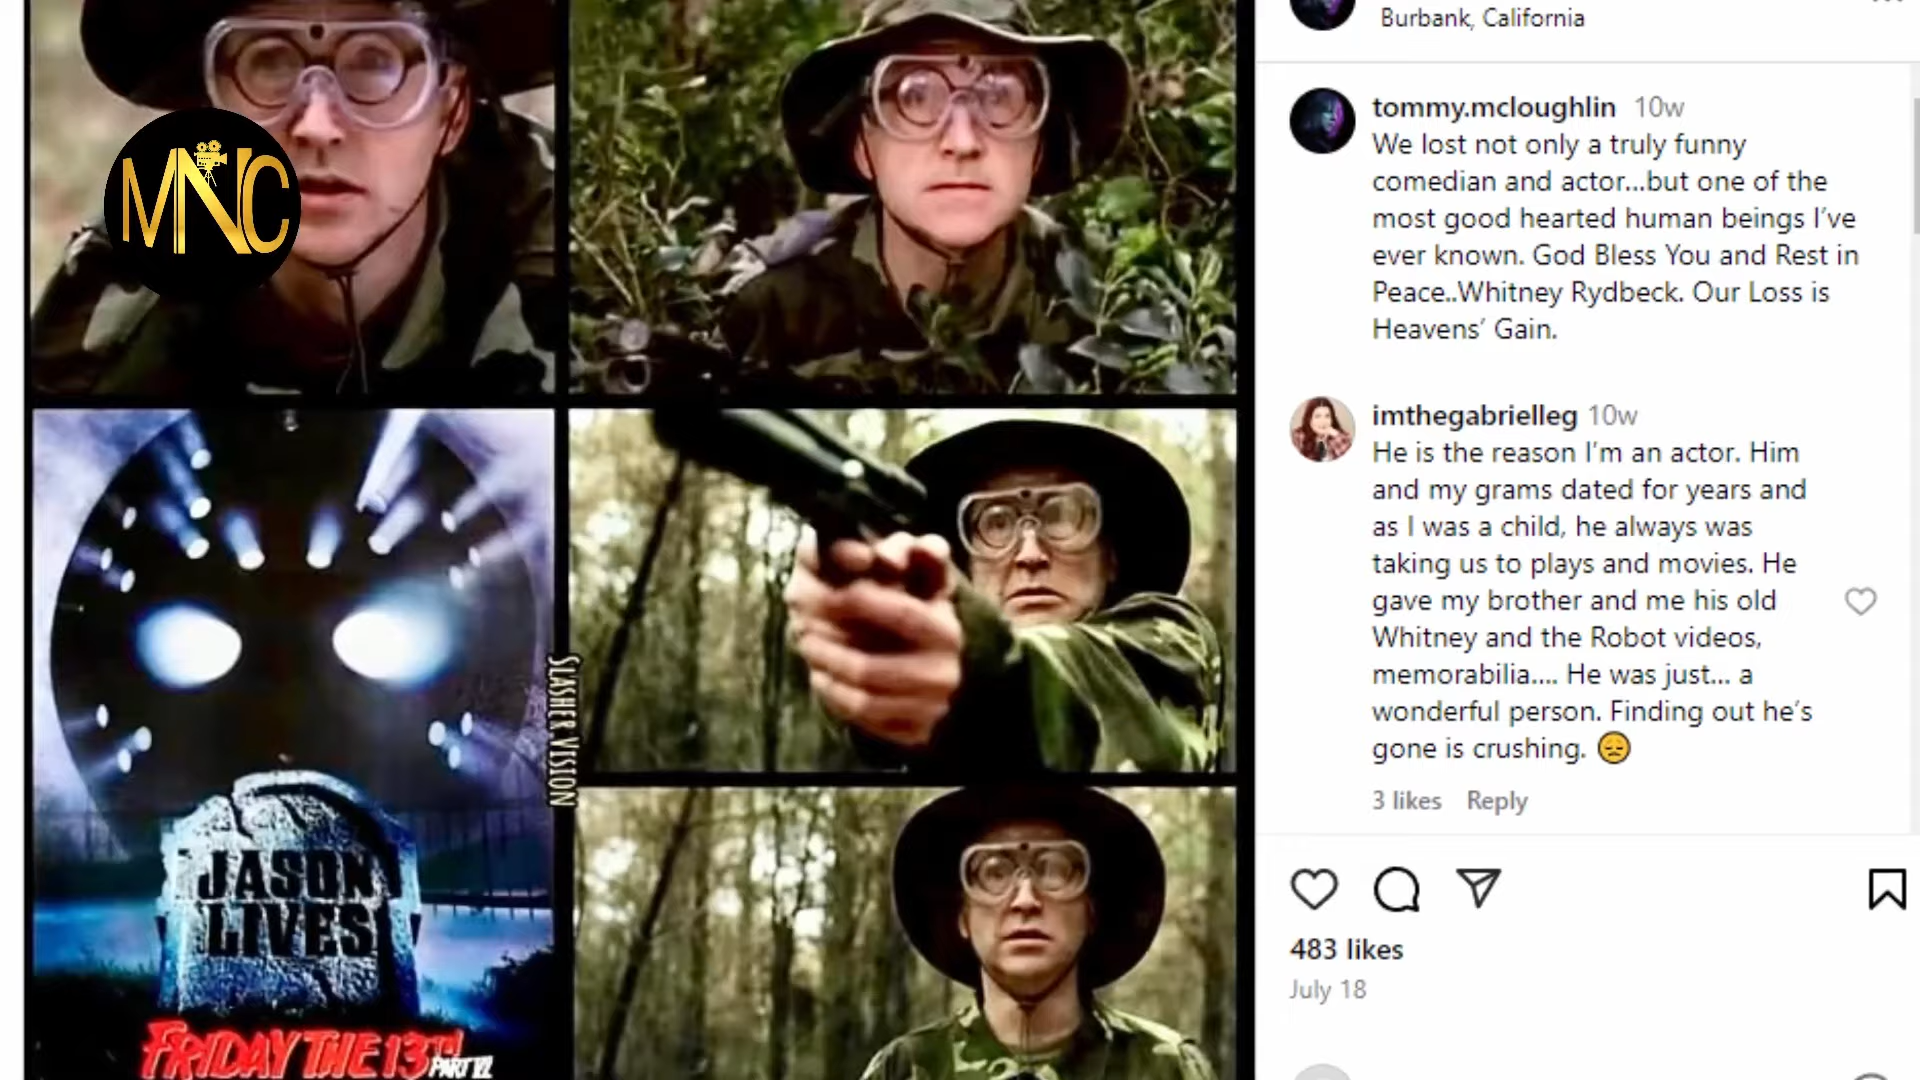 Burbank, California
MNC
tommy.mcloughlin 10w
We lost not only a truly funny
comedian and actor...but one of the
most good hearted human beings I’ve
ever known. God Bless You and Rest in
Peace..Whitney Rydbeck. Our Loss is
Heavens’ Gain.
imthegabrielleg 10w
He is the reason I’m an actor. Him
and my grams dated for years and
as I was a child, he always was
taking us to plays and movies. He
gave my brother and me his old
Whitney and the Robot videos,
memorabilia.... He was just... a
wonderful person. Finding out he’s
gone is crushing. 😞
3 likes Reply
483 likes
July 18
SLASHER VISION
JASON
LIVES
FRIDAY THE 13TH
PART VI